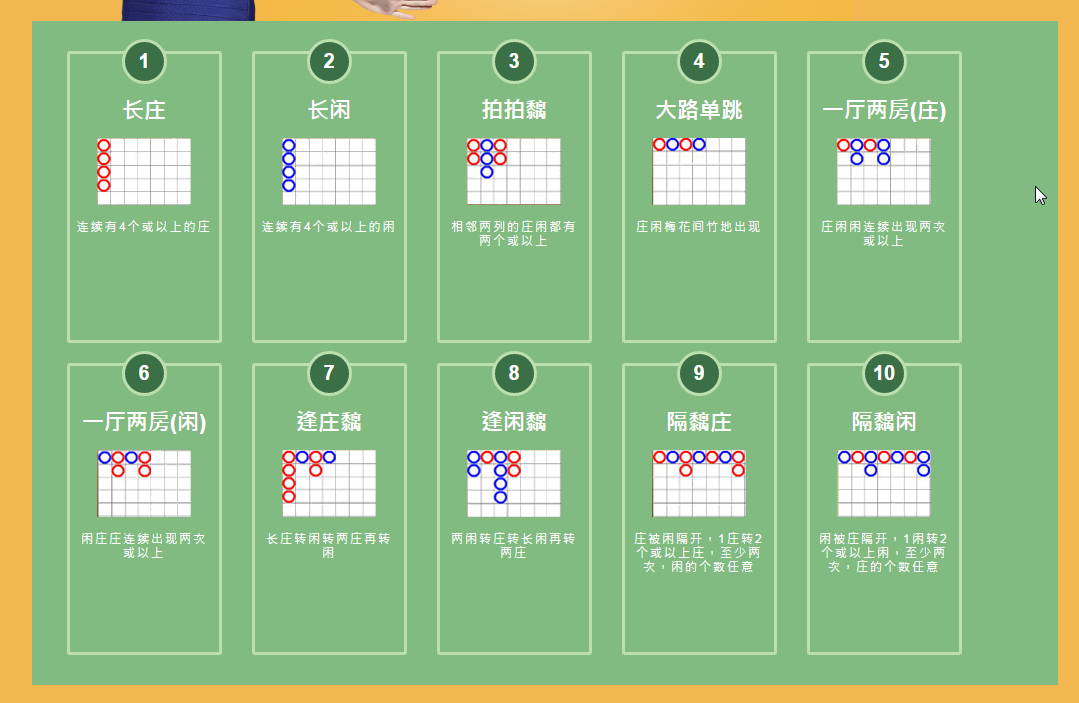 1
长庄
连续有4个或以上的庄
2
长闲
连续有4个或以上的闲
3
拍拍黐
相邻两列的庄闲都有
两个或以上
4
大路单跳
庄闲梅花间竹地出现
5
一厅两房(庄)
庄闲闲连续出现两次
或以上
6
一厅两房(闲)
闲庄庄连续出现两次
或以上
7
逢庄黐
长庄转闲转两庄再转
闲
8
逢闲黐
两闲转庄转长闲再转
两庄
9
隔黐庄
庄被闲隔开，1庄转2
个或以上庄，至少两
次，闲的个数任意
10
隔黐闲
闲被庄隔开，1闲转2
个或以上闲，至少两
次，庄的个数任意